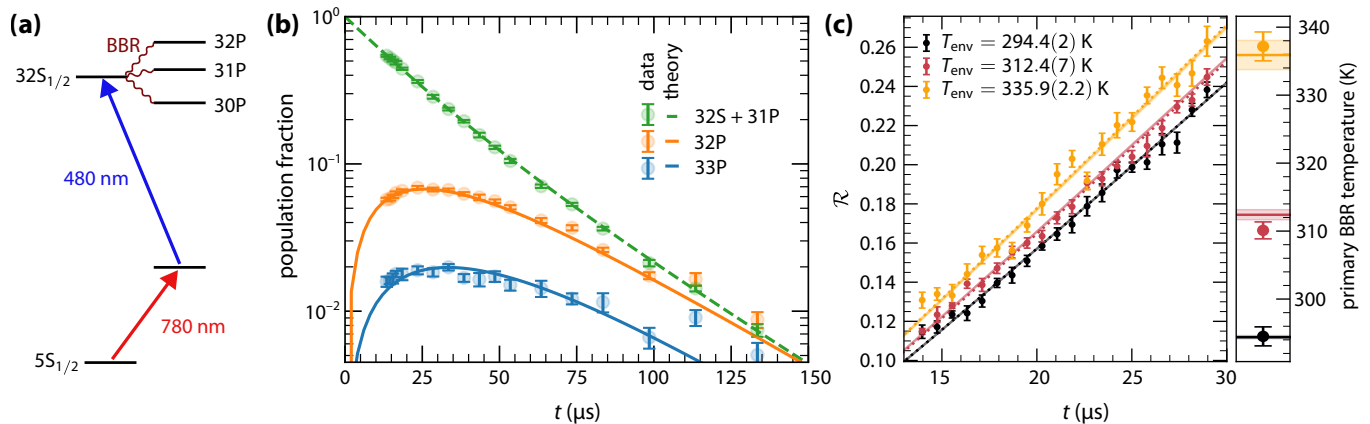 (a)
BBR
32P
31P
30P
32S1/2
480 nm
780 nm
5S1/2
(b)
population fraction
10⁰
10⁻¹
10⁻²
data
theory
32S + 31P
32P
33P
0 25 50 75 100 125 150
t (μs)
(c)
ℛ
0.26
0.24
0.22
0.20
0.18
0.16
0.14
0.12
0.10
Tenv = 294.4(2) K
Tenv = 312.4(7) K
Tenv = 335.9(2.2) K
15 20 25 30
t (μs)
340
330
320
310
300
primary BBR temperature (K)